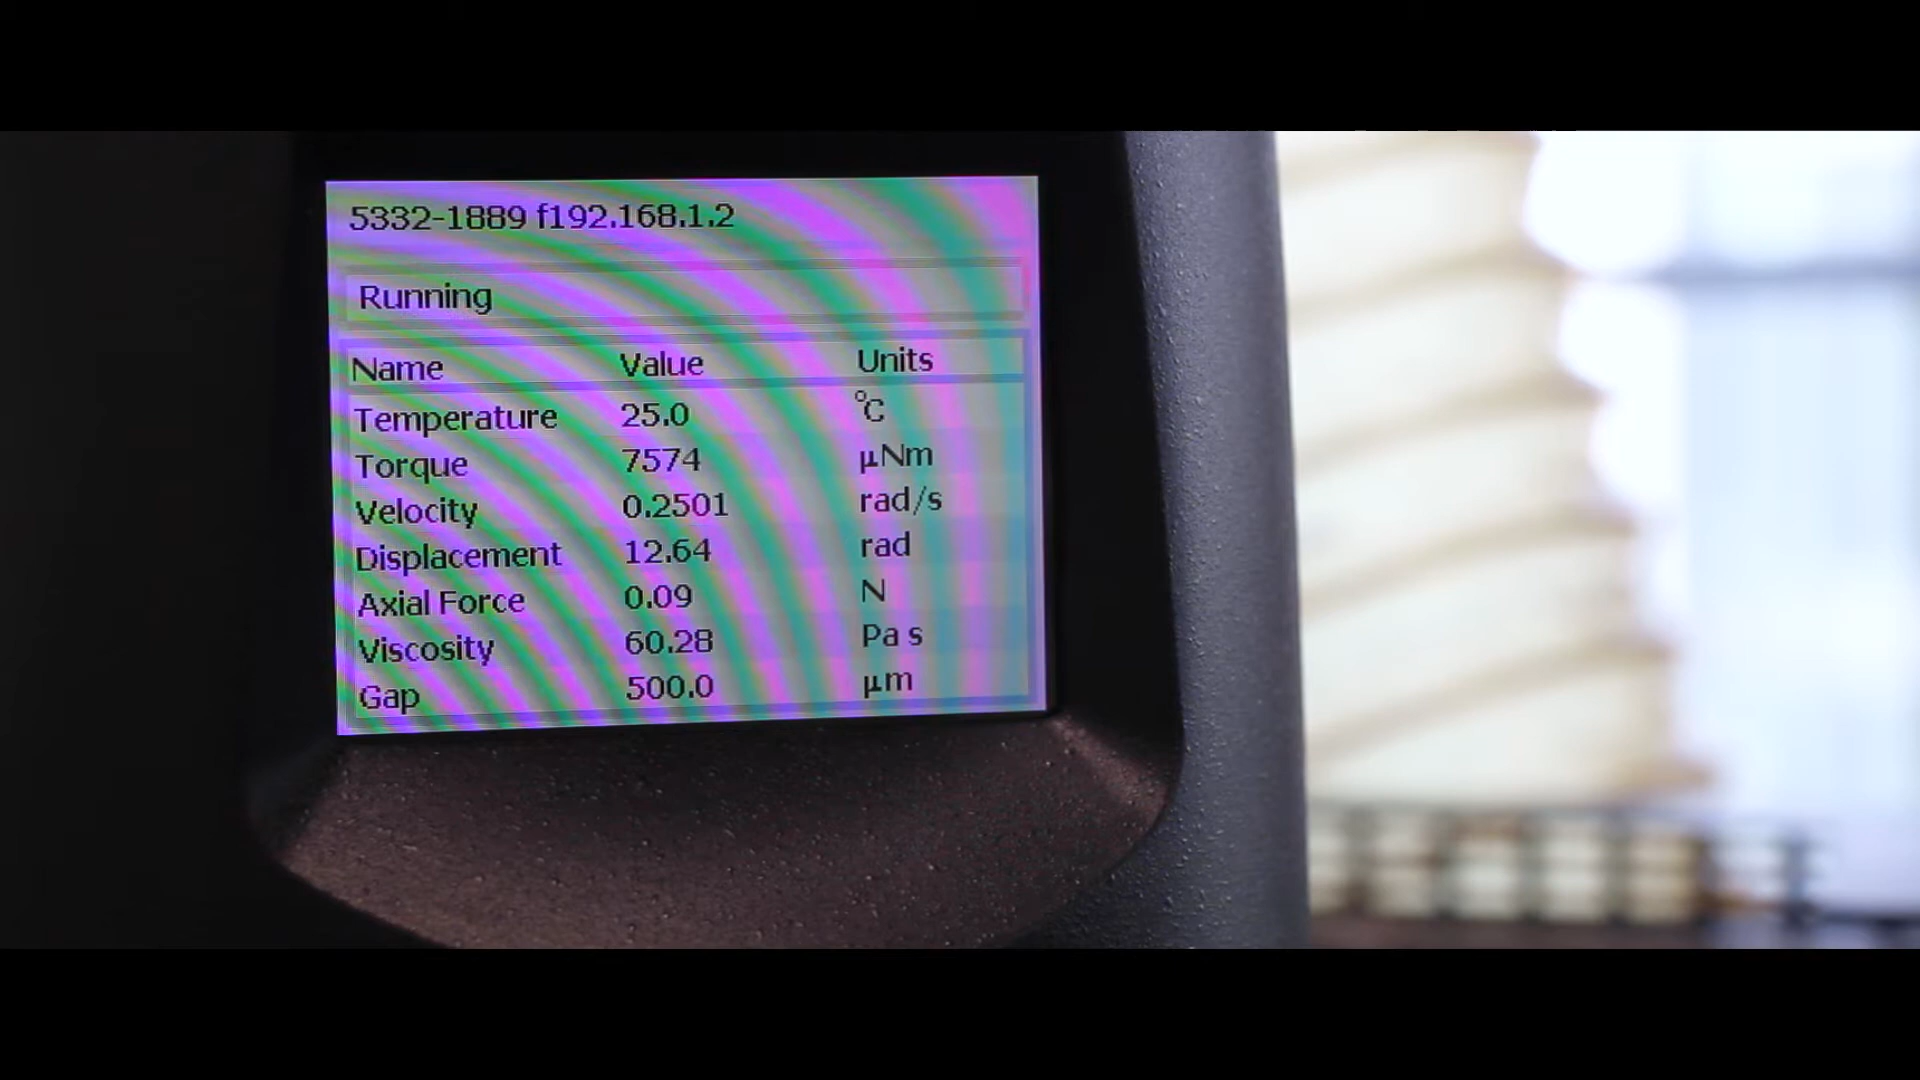 5332-1889 f192.168.1.2
Running
Name Value Units
Temperature 25.0 °C
Torque 7574 μNm
Velocity 0.2501 rad/s
Displacement 12.64 rad
Axial Force 0.09 N
Viscosity 60.28 Pa s
Gap 500.0 μm